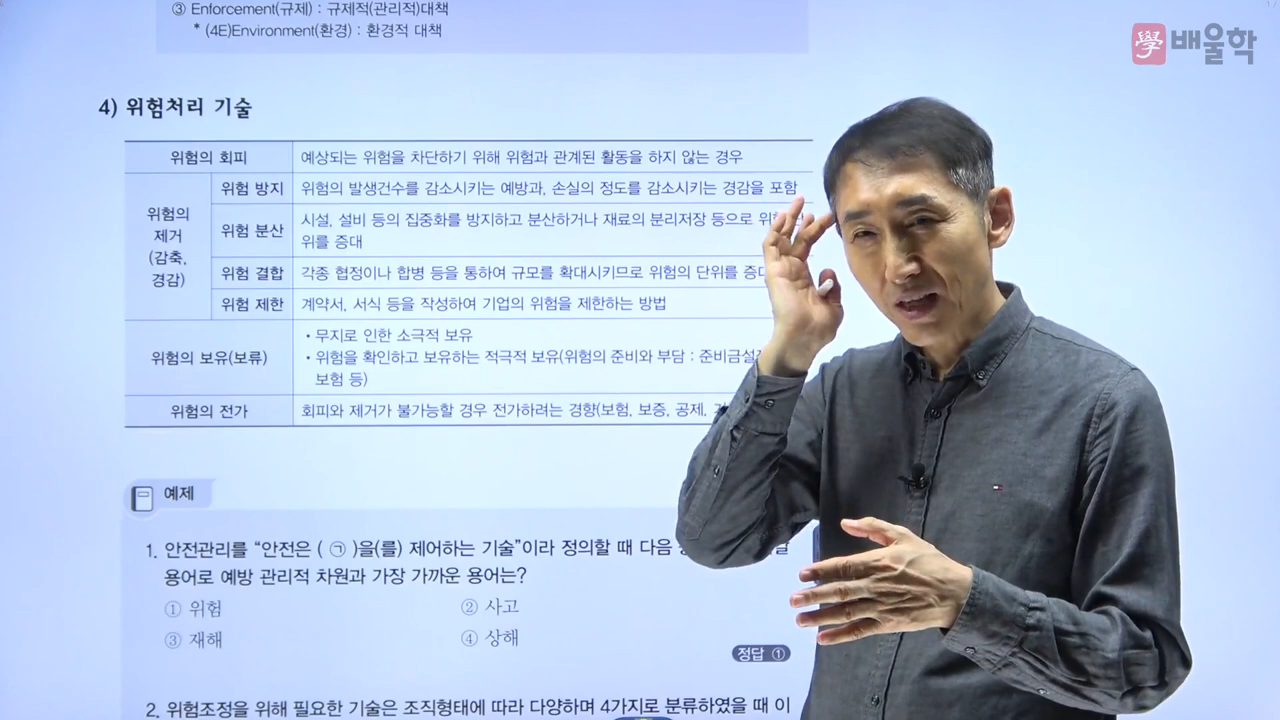 ③ Enforcement(규제) : 규제적(관리적)대책
* (4E)Environment(환경) : 환경적 대책
學 배울학
4) 위험처리 기술
위험의 회피
예상되는 위험을 차단하기 위해 위험과 관계된 활동을 하지 않는 경우
위험의
제거
(감축,
경감)
위험 방지
위험의 발생건수를 감소시키는 예방과, 손실의 정도를 감소시키는 경감을 포함
위험 분산
시설, 설비 등의 집중화를 방지하고 분산하거나 재료의 분리저장 등으로
위를 증대
위험 결합
각종 협정이나 합병 등을 통하여 규모를 확대시키므로 위험의 단위를
위험 제한
계약서, 서식 등을 작성하여 기업의 위험을 제한하는 방법
위험의 보유(보류)
• 무지로 인한 소극적 보유
• 위험을 확인하고 보유하는 적극적 보유(위험의 준비와 부담 :
보험 등)
위험의 전가
회피와 제거가 불가능할 경우 전가하려는 경향(보험, 보증, 공제,
예제
1. 안전관리를 “안전은 ( ㉠ )을(를) 제어하는 기술”이라 정의할 때 다음
용어로 예방 관리적 차원과 가장 가까운 용어는?
① 위험
② 사고
③ 재해
④ 상해
정답 ①
2. 위험조정을 위해 필요한 기술은 조직형태에 따라 다양하며 4가지로 분류하였을 때 이